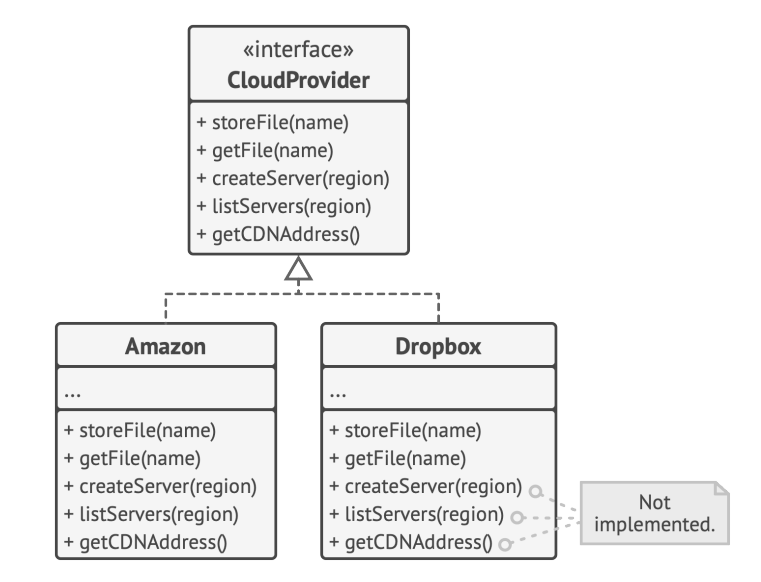 «interface»
CloudProvider
+ storeFile(name)
+ getFile(name)
+ createServer(region)
+ listServers(region)
+ getCDNAddress()
Amazon
...
+ storeFile(name)
+ getFile(name)
+ createServer(region)
+ listServers(region)
+ getCDNAddress()
Dropbox
...
+ storeFile(name)
+ getFile(name)
+ createServer(region)
+ listServers(region)
+ getCDNAddress()
Not
implemented.